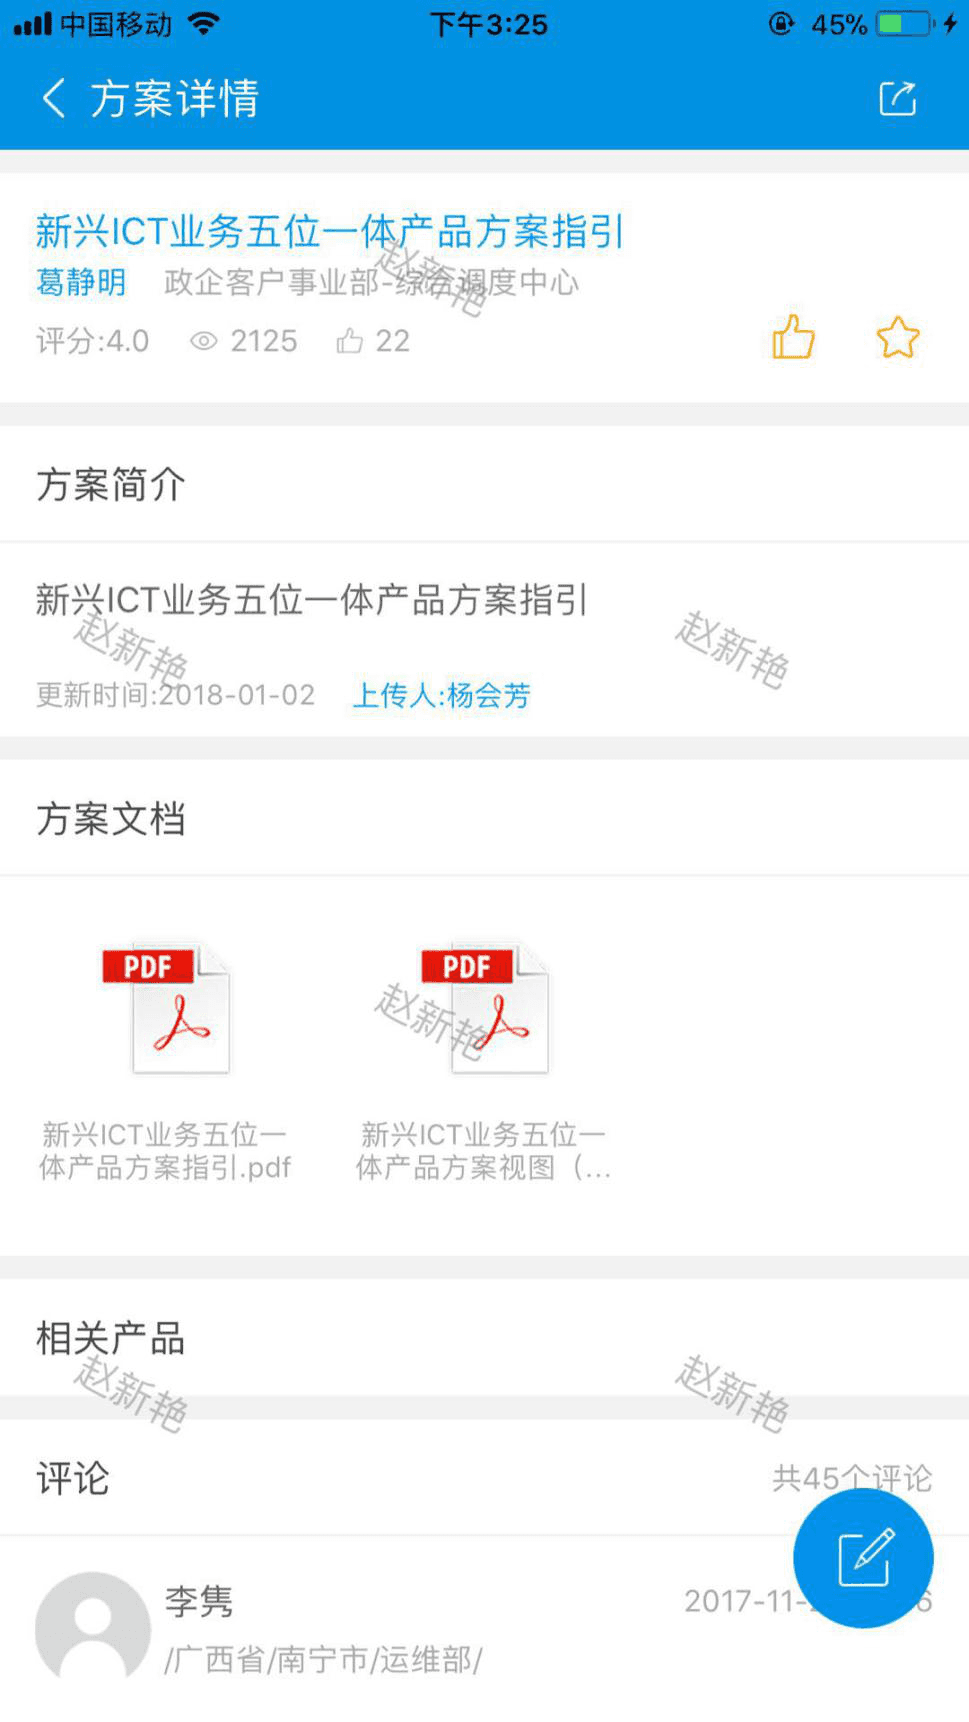 中国移动 下午3:25 45%
方案详情
新兴ICT业务五位一体产品方案指引
葛静明 政企客户事业部-综合调度中心
赵新艳
评分:4.0 2125 22
方案简介
新兴ICT业务五位一体产品方案指引
赵新艳 赵新艳
更新时间:2018-01-02 上传人:杨会芳
方案文档
PDF PDF
赵新艳
新兴ICT业务五位一 新兴ICT业务五位一
体产品方案指引.pdf 体产品方案视图（...
相关产品
赵新艳 赵新艳
评论 共45个评论
李隽 2017-11-
/广西省/南宁市/运维部/